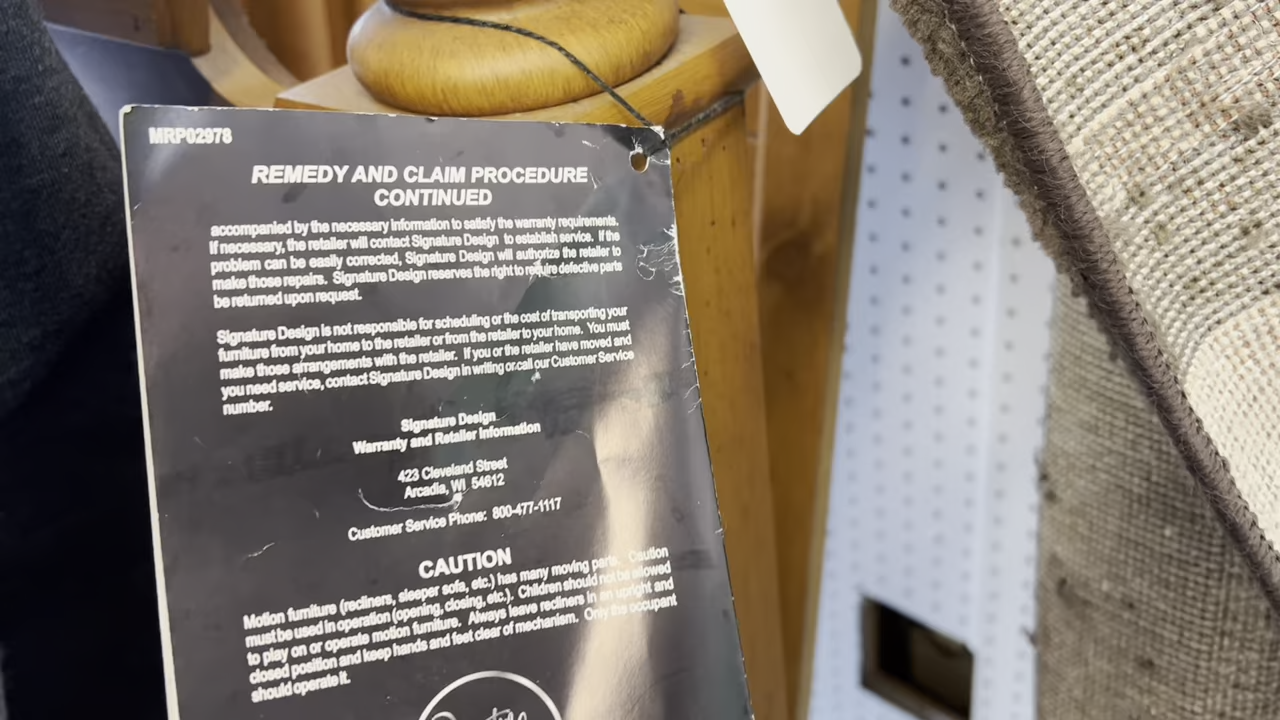 MRP02978
REMEDY AND CLAIM PROCEDURE
CONTINUED
accompanied by the necessary information to satisfy the warranty requirements.
If necessary, the retailer will contact Signature Design to establish service. If the
problem can be easily corrected, Signature Design will authorize the retailer to
make those repairs. Signature Design reserves the right to require defective parts
be returned upon request.
Signature Design is not responsible for scheduling or the cost of transporting your
furniture from your home to the retailer or from the retailer to your home. You must
make those arrangements with the retailer. If you or the retailer have moved and
you need service, contact Signature Design in writing or call our Customer Service
number.
Signature Design
Warranty and Retailer Information
423 Cleveland Street
Arcadia, WI 54612
Customer Service Phone: 800-477-1117
CAUTION
Motion furniture (recliners, sleeper sofa, etc.) has many moving parts. Caution
must be used in operation (opening, closing, etc.). Children should not be allowed
to play on or operate motion furniture. Always leave recliners in an upright and
closed position and keep hands and feet clear of mechanism. Only the occupant
should operate it.